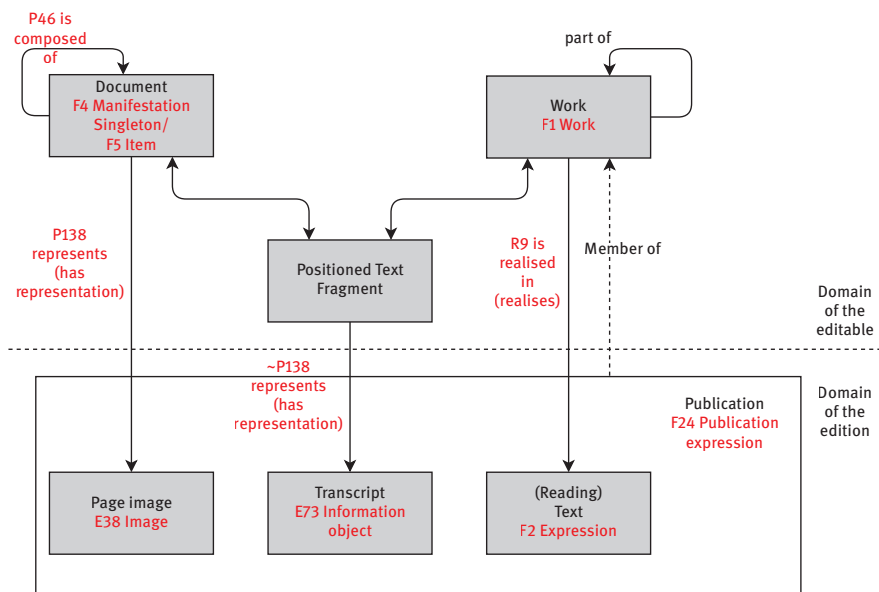 P46 is
composed
of
part of
Document
F4 Manifestation
Singleton/
F5 Item
Work
F1 Work
P138
represents
(has
representation)
Positioned Text
Fragment
R9 is
realised
in
(realises)
Member of
Domain
of the
editable
~P138
represents
(has
representation)
Domain
of the
edition
Publication
F24 Publication
expression
Page image
E38 Image
Transcript
E73 Information
object
(Reading)
Text
F2 Expression